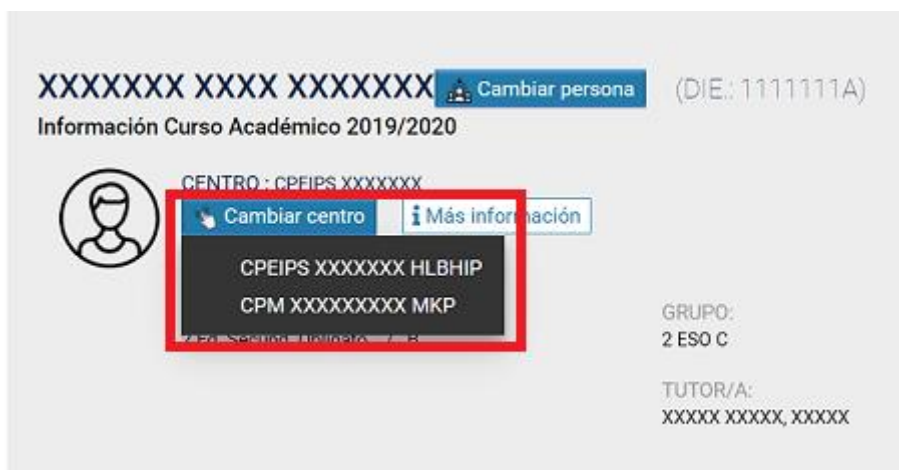 XXXXXXX XXXX XXXXXXX Cambiar persona (DIE.: 1111111A)
Información Curso Académico 2019/2020
CENTRO : CPEIPS XXXXXXX
Cambiar centro i Más información
CPEIPS XXXXXXX HLBHIP
CPM XXXXXXXXX MKP
GRUPO:
2 ESO C
TUTOR/A:
XXXXX XXXXX, XXXXX